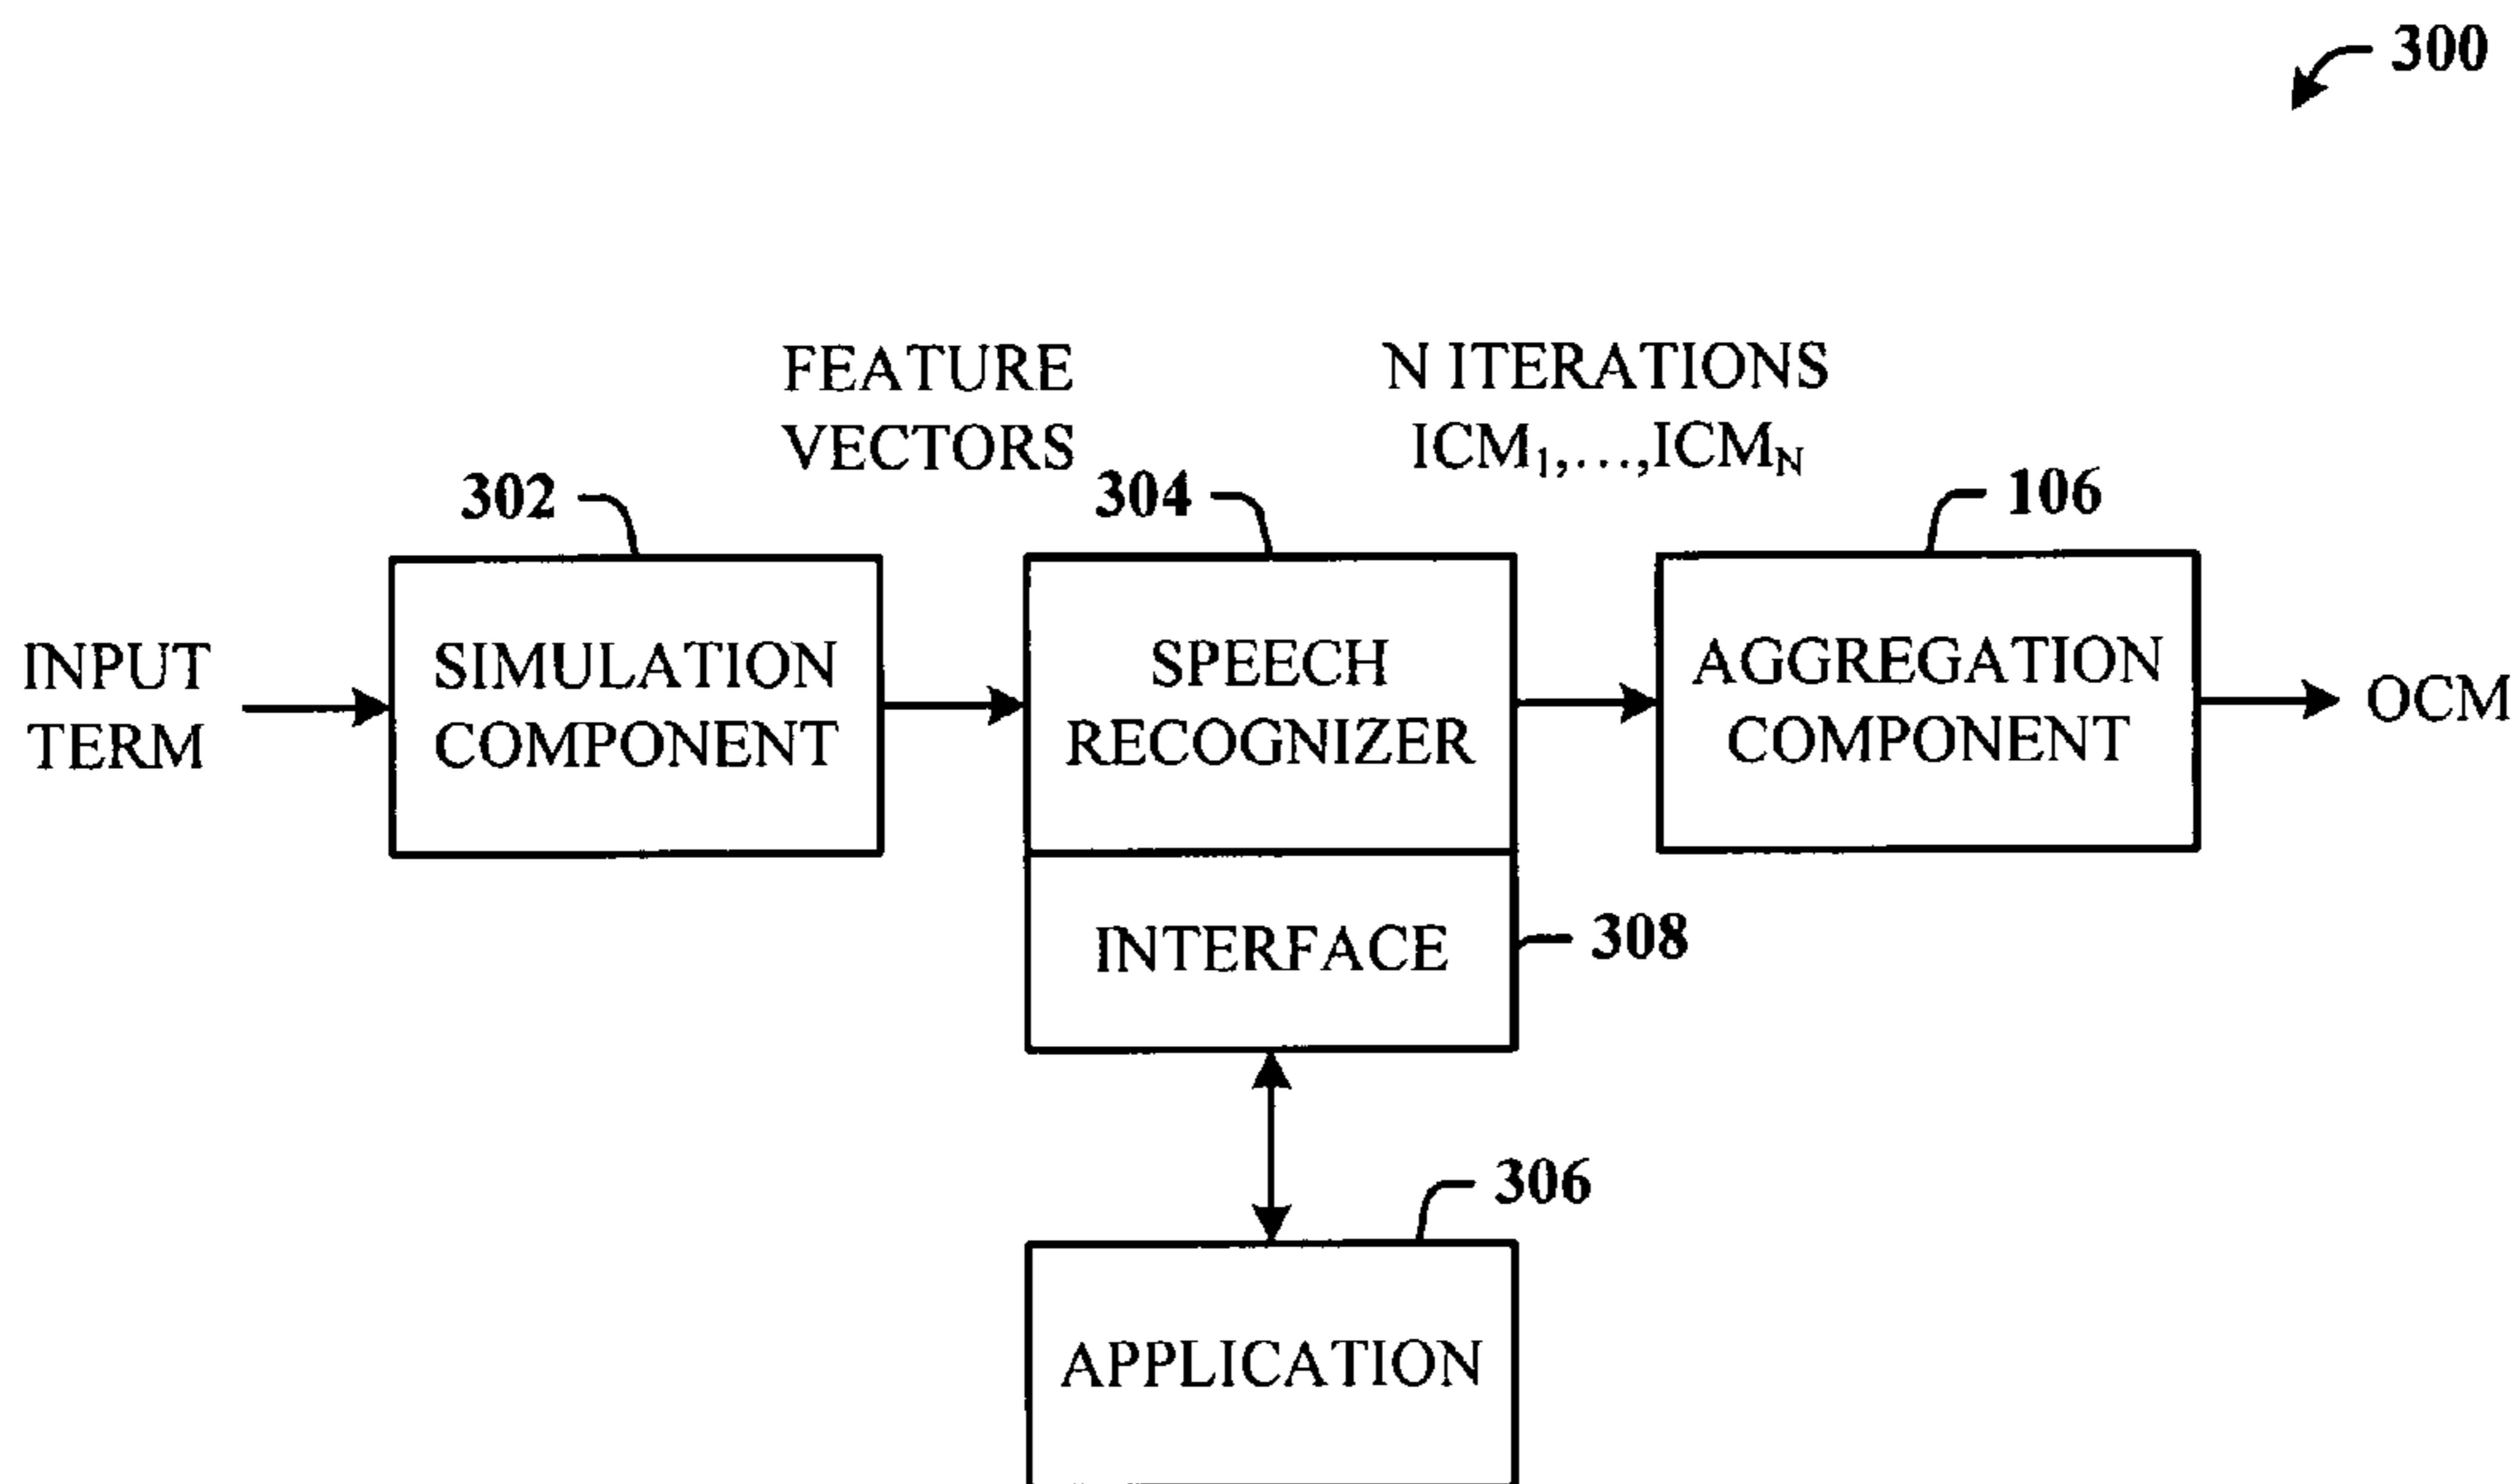 300
FEATURE
VECTORS
N ITERATIONS
ICM1,...,ICMN
302
304
106
INPUT
TERM
SIMULATION
COMPONENT
SPEECH
RECOGNIZER
AGGREGATION
COMPONENT
OCM
INTERFACE
308
306
APPLICATION